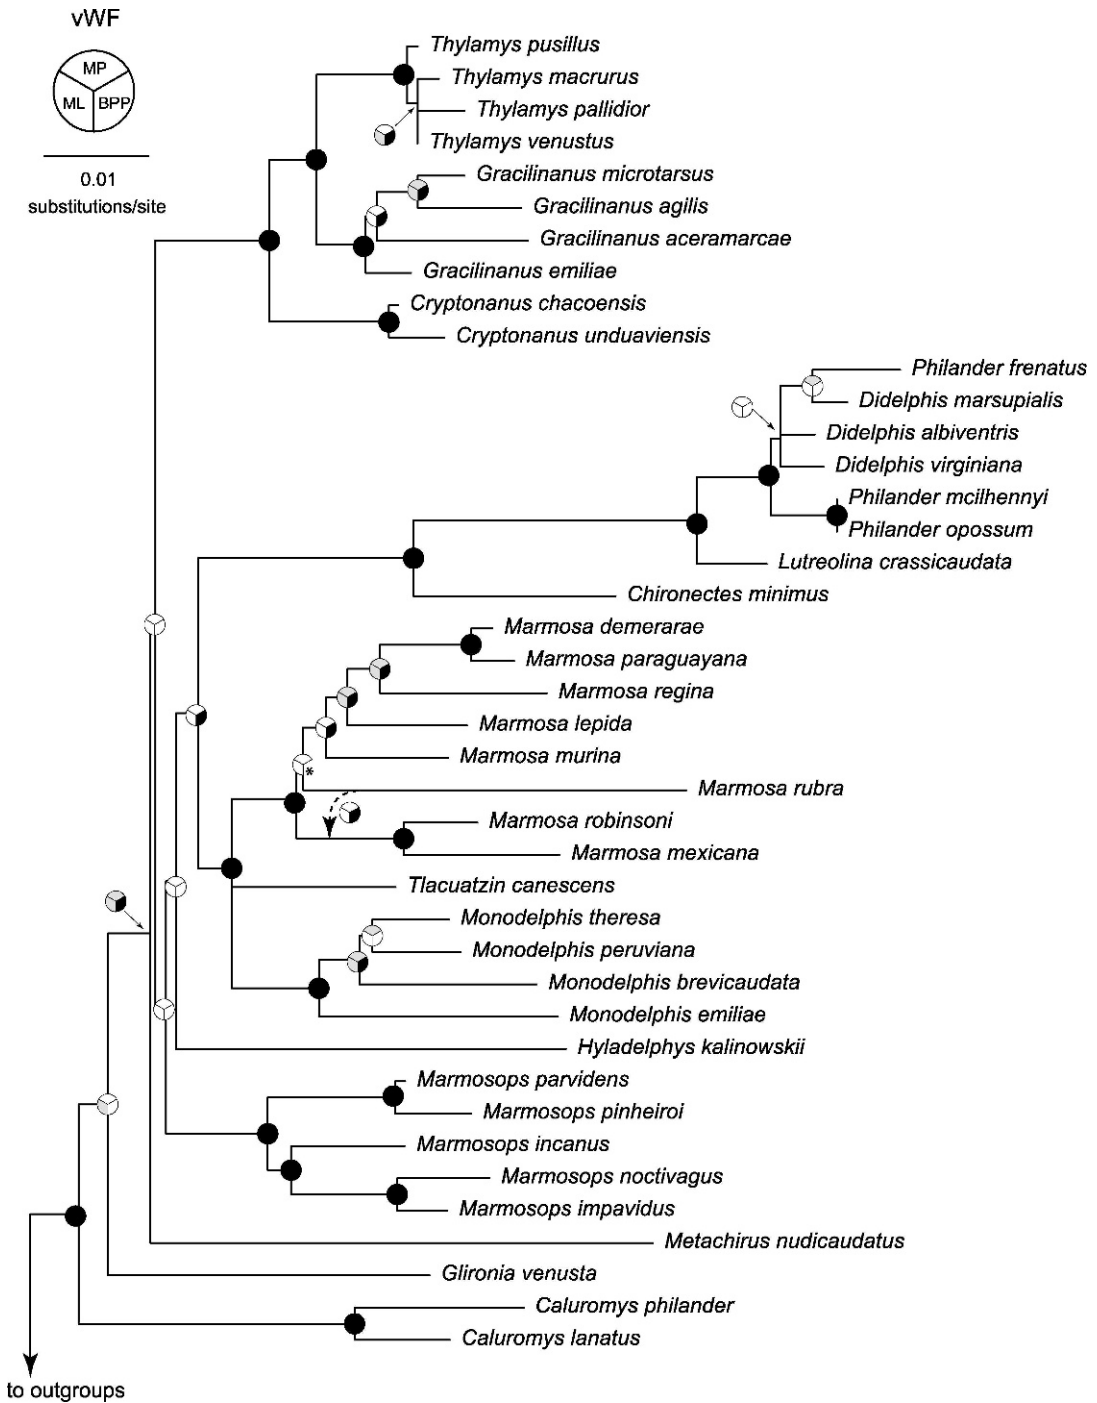 vWF
MP
ML
BPP
0.01
substitutions/site
Thylamys pusillus
Thylamys macrurus
Thylamys pallidior
Thylamys venustus
Gracilinanus microtarsus
Gracilinanus agilis
Gracilinanus aceramarcae
Gracilinanus emiliae
Cryptonanus chacoensis
Cryptonanus unduaviensis
Philander frenatus
Didelphis marsupialis
Didelphis albiventris
Didelphis virginiana
Philander mcilhennyi
Philander opossum
Lutreolina crassicaudata
Chironectes minimus
Marmosa demerarae
Marmosa paraguayana
Marmosa regina
Marmosa lepida
Marmosa murina
*
Marmosa rubra
Marmosa robinsoni
Marmosa mexicana
Tlacuatzin canescens
Monodelphis theresa
Monodelphis peruviana
Monodelphis brevicaudata
Monodelphis emiliae
Hyladelphys kalinowskii
Marmosops parvidens
Marmosops pinheiroi
Marmosops incanus
Marmosops noctivagus
Marmosops impavidus
Metachirus nudicaudatus
Glironia venusta
Caluromys philander
Caluromys lanatus
to outgroups